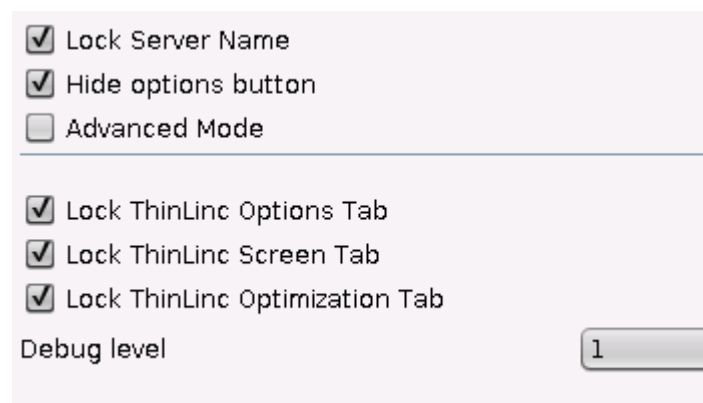 Lock Server Name
Hide options button
Advanced Mode
Lock ThinLinc Options Tab
Lock ThinLinc Screen Tab
Lock ThinLinc Optimization Tab
Debug level 1